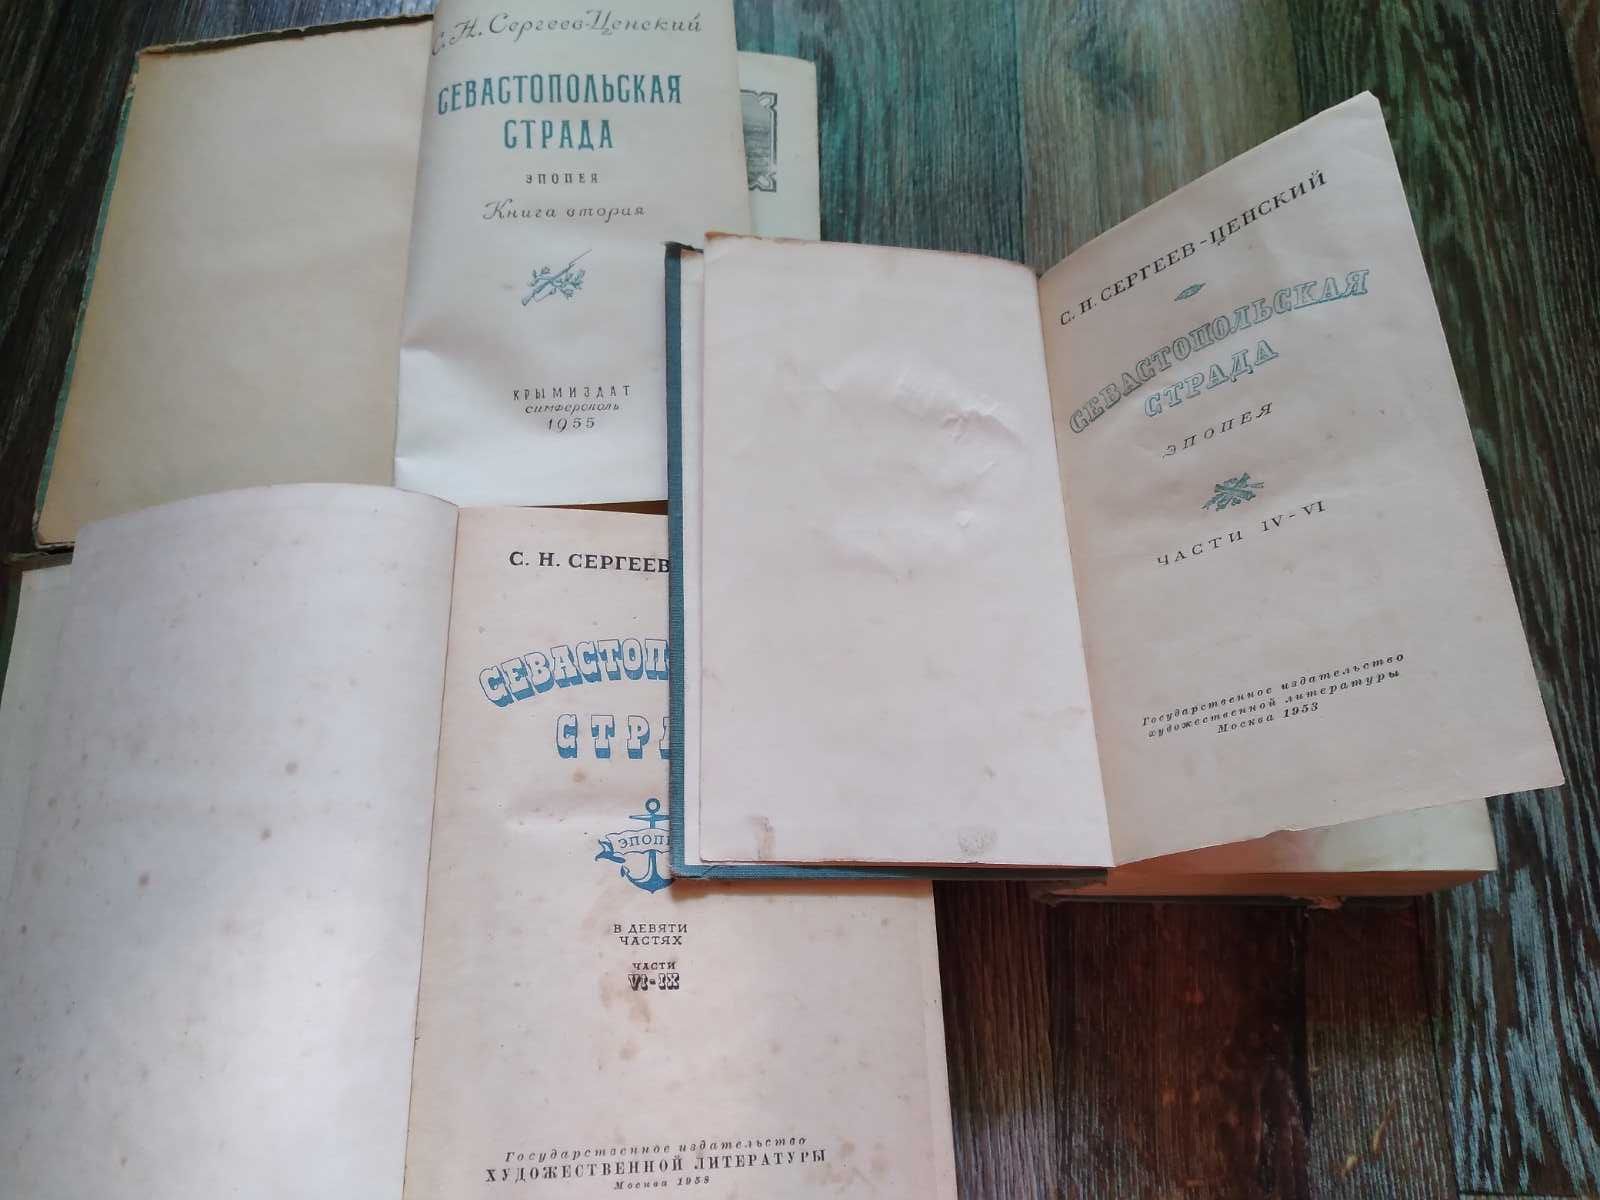 С. Н. Сергеев-Ценский
СЕВАСТОПОЛЬСКАЯ
СТРАДА
ЭПОПЕЯ
Книга вторая
КРЫМИЗДАТ
симферополь
1955
С. Н. СЕРГЕЕВ-ЦЕНСКИЙ
СЕВАСТОПОЛЬСКАЯ
СТРАДА
ЭПОПЕЯ
ЧАСТИ IV-VI
Государственное издательство
художественной литературы
Москва 1953
С. Н. СЕРГЕЕВ
СЕВАСТОП
СТРА
ЭПОПЕ
В ДЕВЯТИ
ЧАСТЯХ
ЧАСТИ
VI-IX
Государственное издательство
ХУДОЖЕСТВЕННОЙ ЛИТЕРАТУРЫ
Москва 1958